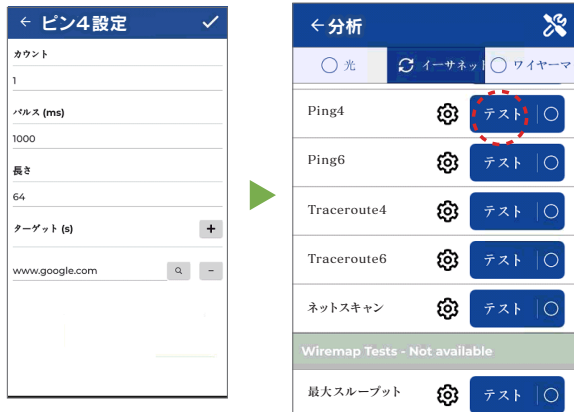 ← ピン4設定 ✓
カウント
1
パルス (ms)
1000
長さ
64
ターゲット (s) +
www.google.com −
← 分析
光 イーサネット ワイヤーマ
Ping4 テスト
Ping6 テスト
Traceroute4 テスト
Traceroute6 テスト
ネットスキャン テスト
Wiremap Tests - Not available
最大スループット テスト